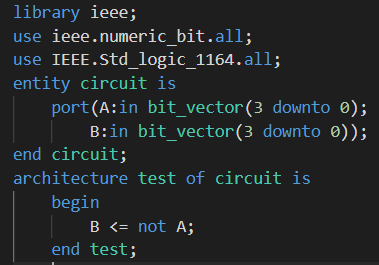 library ieee;
use ieee.numeric_bit.all;
use IEEE.Std_logic_1164.all;
entity circuit is
    port(A:in bit_vector(3 downto 0);
        B:in bit_vector(3 downto 0));
end circuit;
architecture test of circuit is
    begin
        B <= not A;
    end test;